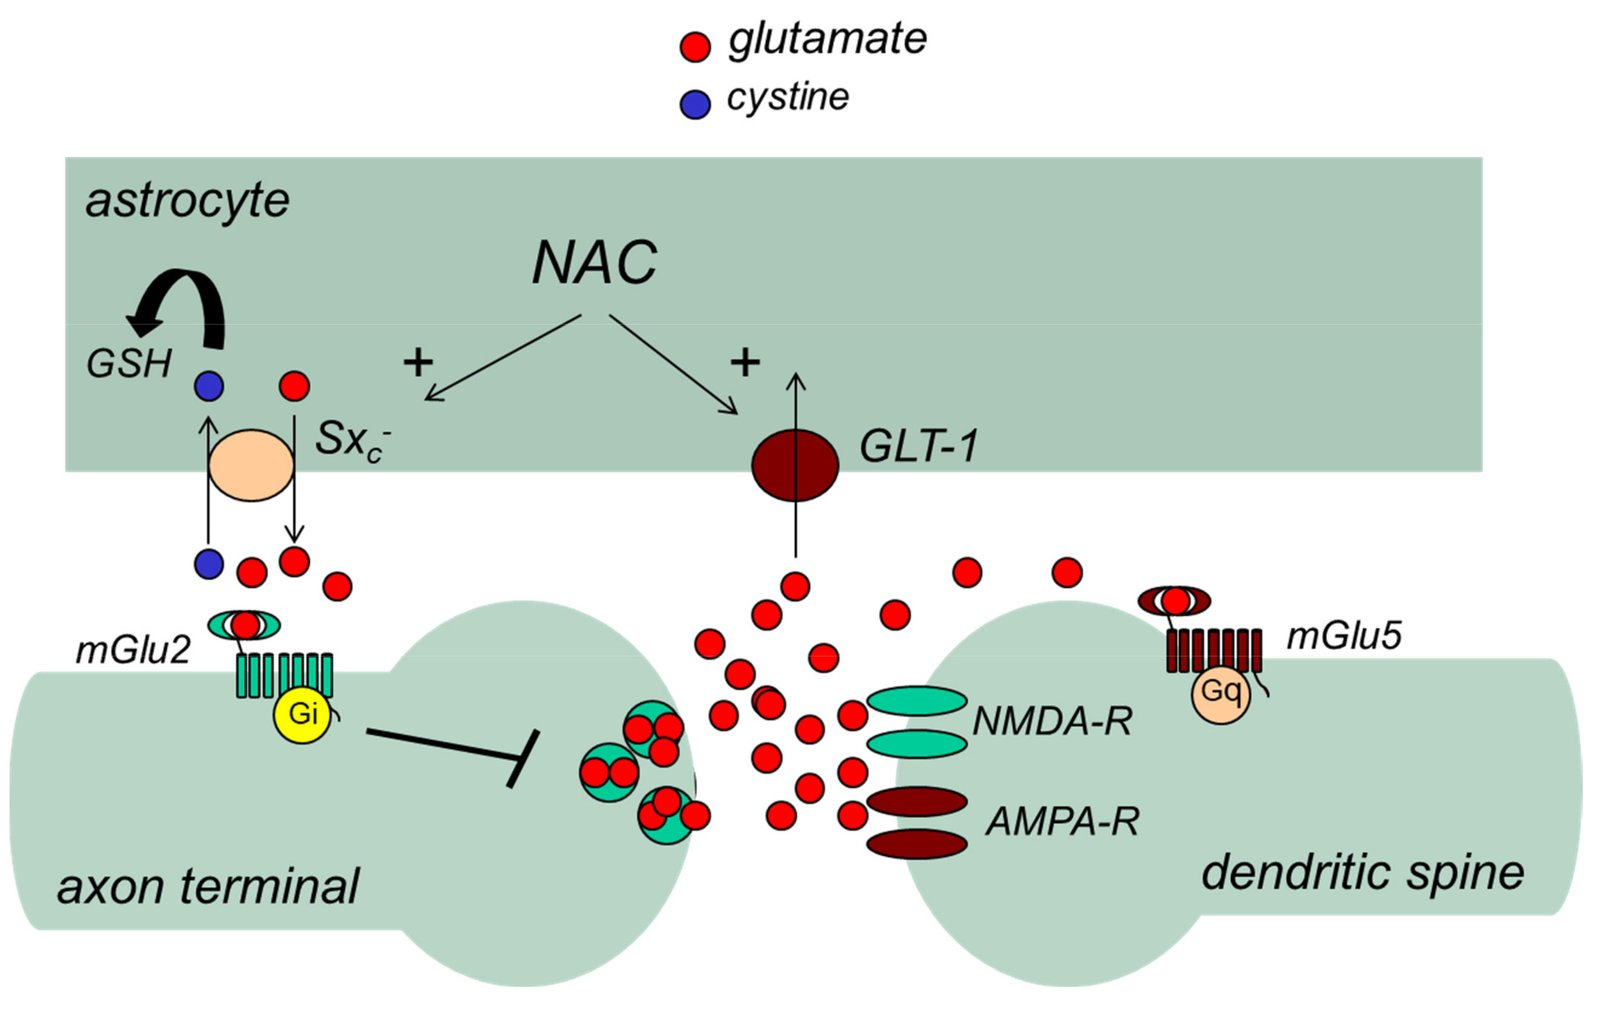 glutamate
cystine
astrocyte
NAC
GSH
+
+
Sxc-
GLT-1
mGlu2
mGlu5
Gi
Gq
NMDA-R
AMPA-R
axon terminal
dendritic spine